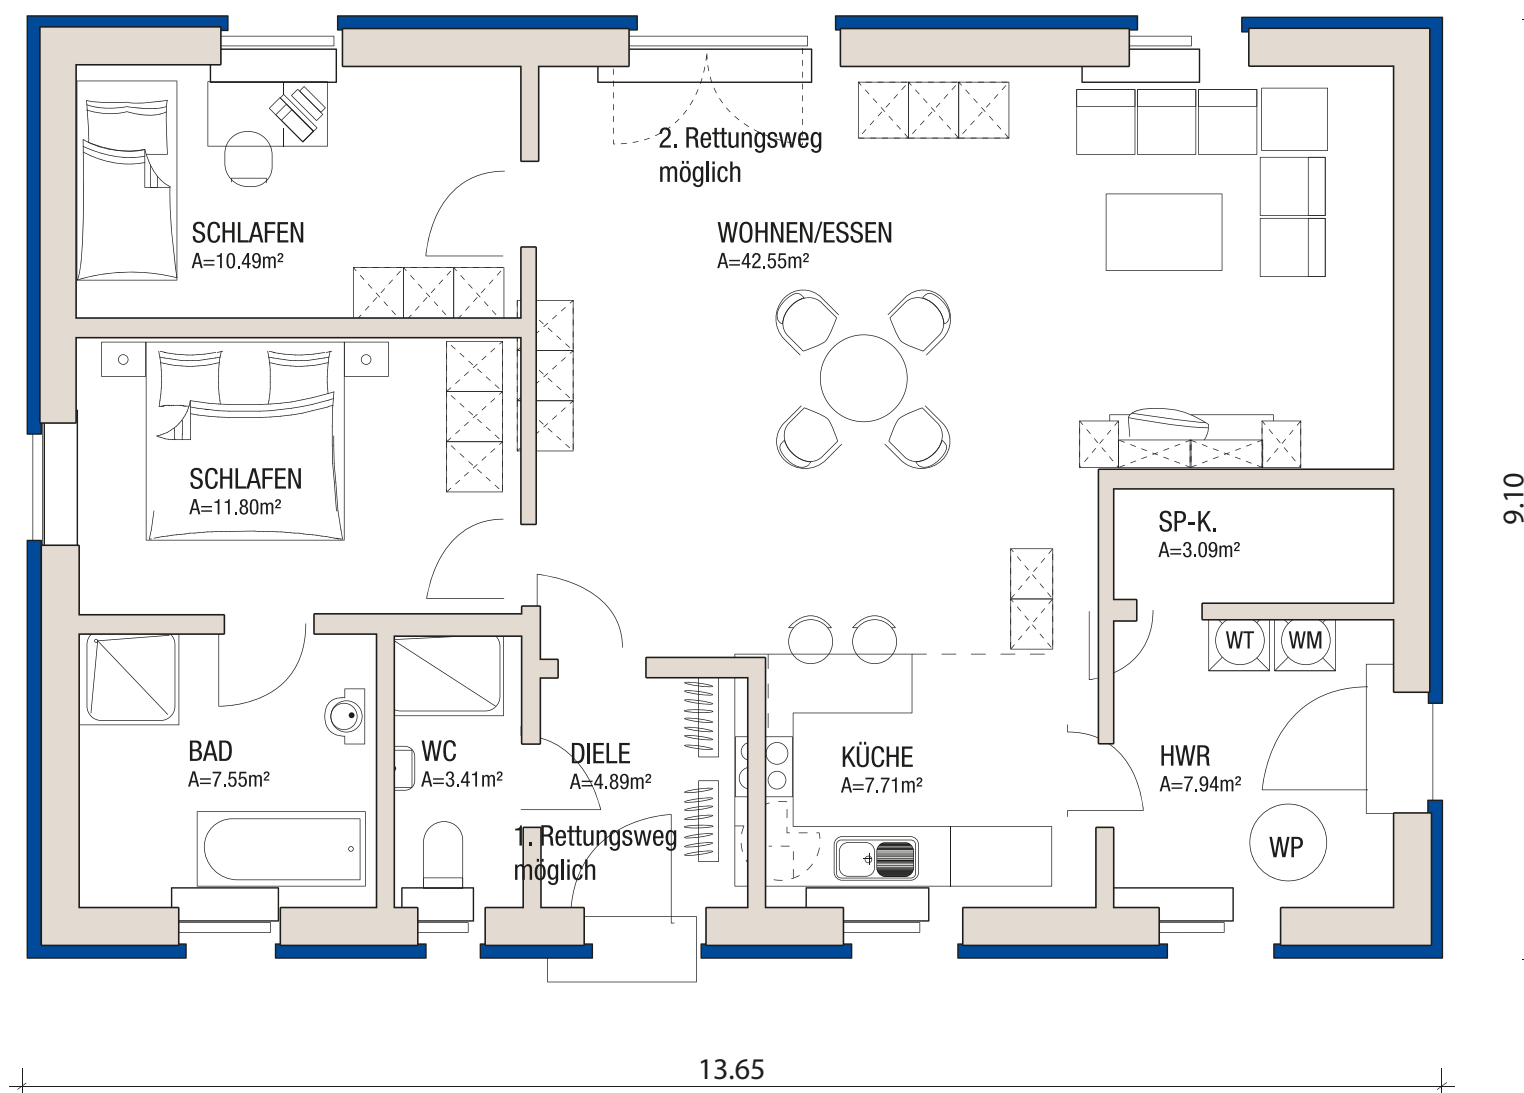 2. Rettungsweg
möglich
SCHLAFEN
A=10.49m²
WOHNEN/ESSEN
A=42.55m²
SCHLAFEN
A=11.80m²
9.10
SP-K.
A=3.09m²
WT
WM
BAD
A=7.55m²
WC
A=3.41m²
DIELE
A=4.89m²
KÜCHE
A=7.71m²
HWR
A=7.94m²
1. Rettungsweg
möglich
WP
13.65